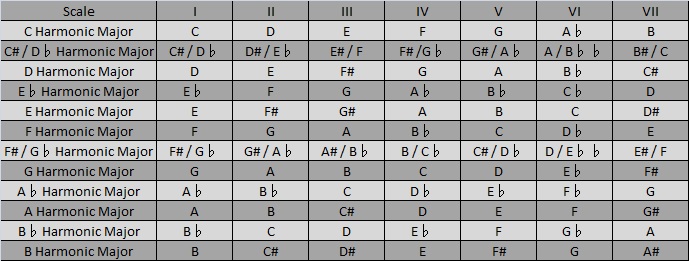 Scale I II III IV V VI VII
C Harmonic Major C D E F G A♭ B
C# / D♭ Harmonic Major C# / D♭ D# / E♭ E# / F F# / G♭ G# / A♭ A / B♭♭ B# / C
D Harmonic Major D E F# G A B♭ C#
E♭ Harmonic Major E♭ F G A♭ B♭ C♭ D
E Harmonic Major E F# G# A B C D#
F Harmonic Major F G A B♭ C D♭ E
F# / G♭ Harmonic Major F# / G♭ G# / A♭ A# / B♭ B / C♭ C# / D♭ D / E♭♭ E# / F
G Harmonic Major G A B C D E♭ F#
A♭ Harmonic Major A♭ B♭ C D♭ E♭ F♭ G
A Harmonic Major A B C# D E F G#
B♭ Harmonic Major B♭ C D E♭ F G♭ A
B Harmonic Major B C# D# E F# G A#